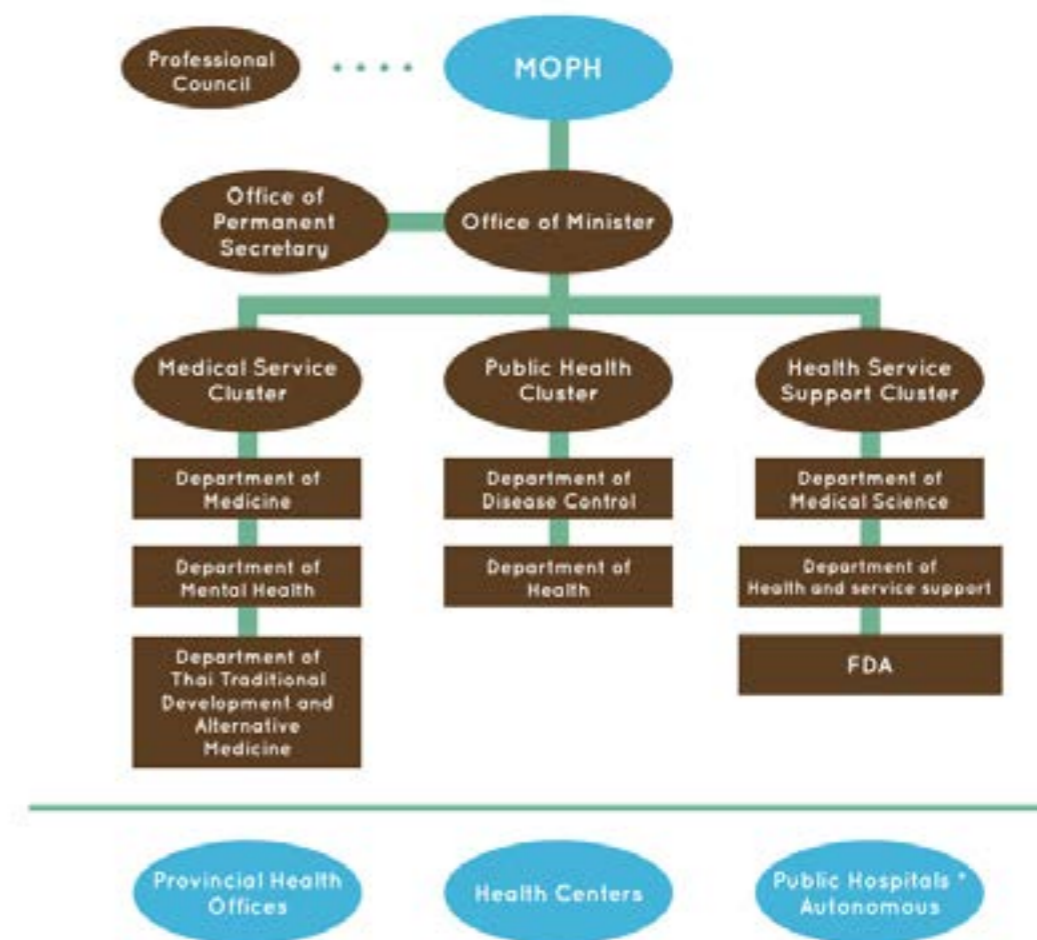 Professional
Council
MOPH
Office of
Permanent
Secretary
Office of Minister
Medical Service
Cluster
Public Health
Cluster
Health Service
Support Cluster
Department of
Medicine
Department of
Disease Control
Department of
Medical Science
Department of
Mental Health
Department of
Health
Department of
Health and service support
Department of
Thai Traditional
Development and
Alternative
Medicine
FDA
Provincial Health
Offices
Health Centers
Public Hospitals *
Autonomous